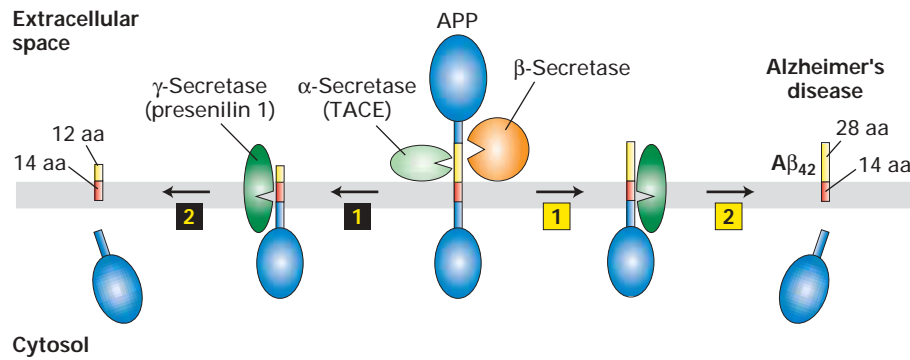 Extracellular
space
APP
γ-Secretase
(presenilin 1)
α-Secretase
(TACE)
β-Secretase
Alzheimer's
disease
12 aa
14 aa
28 aa
Aβ42
14 aa
2
1
1
2
Cytosol